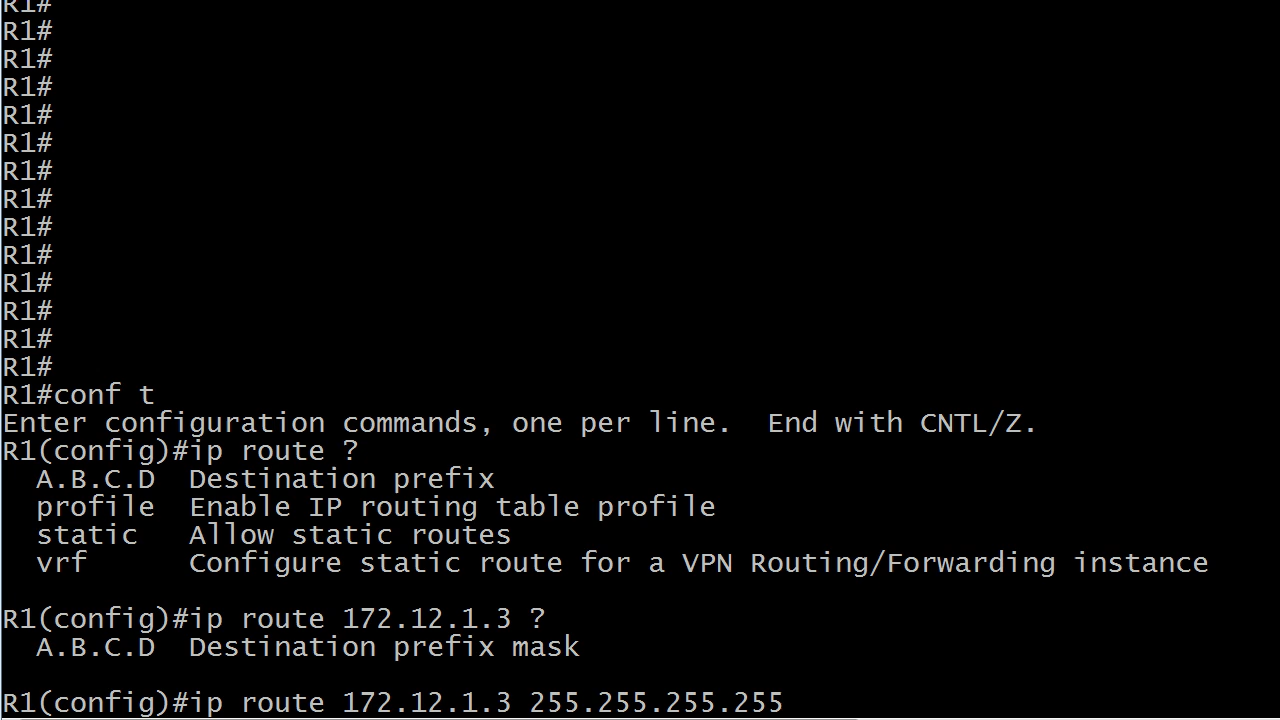 R1#
R1#
R1#
R1#
R1#
R1#
R1#
R1#
R1#
R1#
R1#
R1#
R1#
R1#
R1#conf t
Enter configuration commands, one per line.  End with CNTL/Z.
R1(config)#ip route ?
  A.B.C.D  Destination prefix
  profile  Enable IP routing table profile
  static   Allow static routes
  vrf      Configure static route for a VPN Routing/Forwarding instance

R1(config)#ip route 172.12.1.3 ?
  A.B.C.D  Destination prefix mask

R1(config)#ip route 172.12.1.3 255.255.255.255